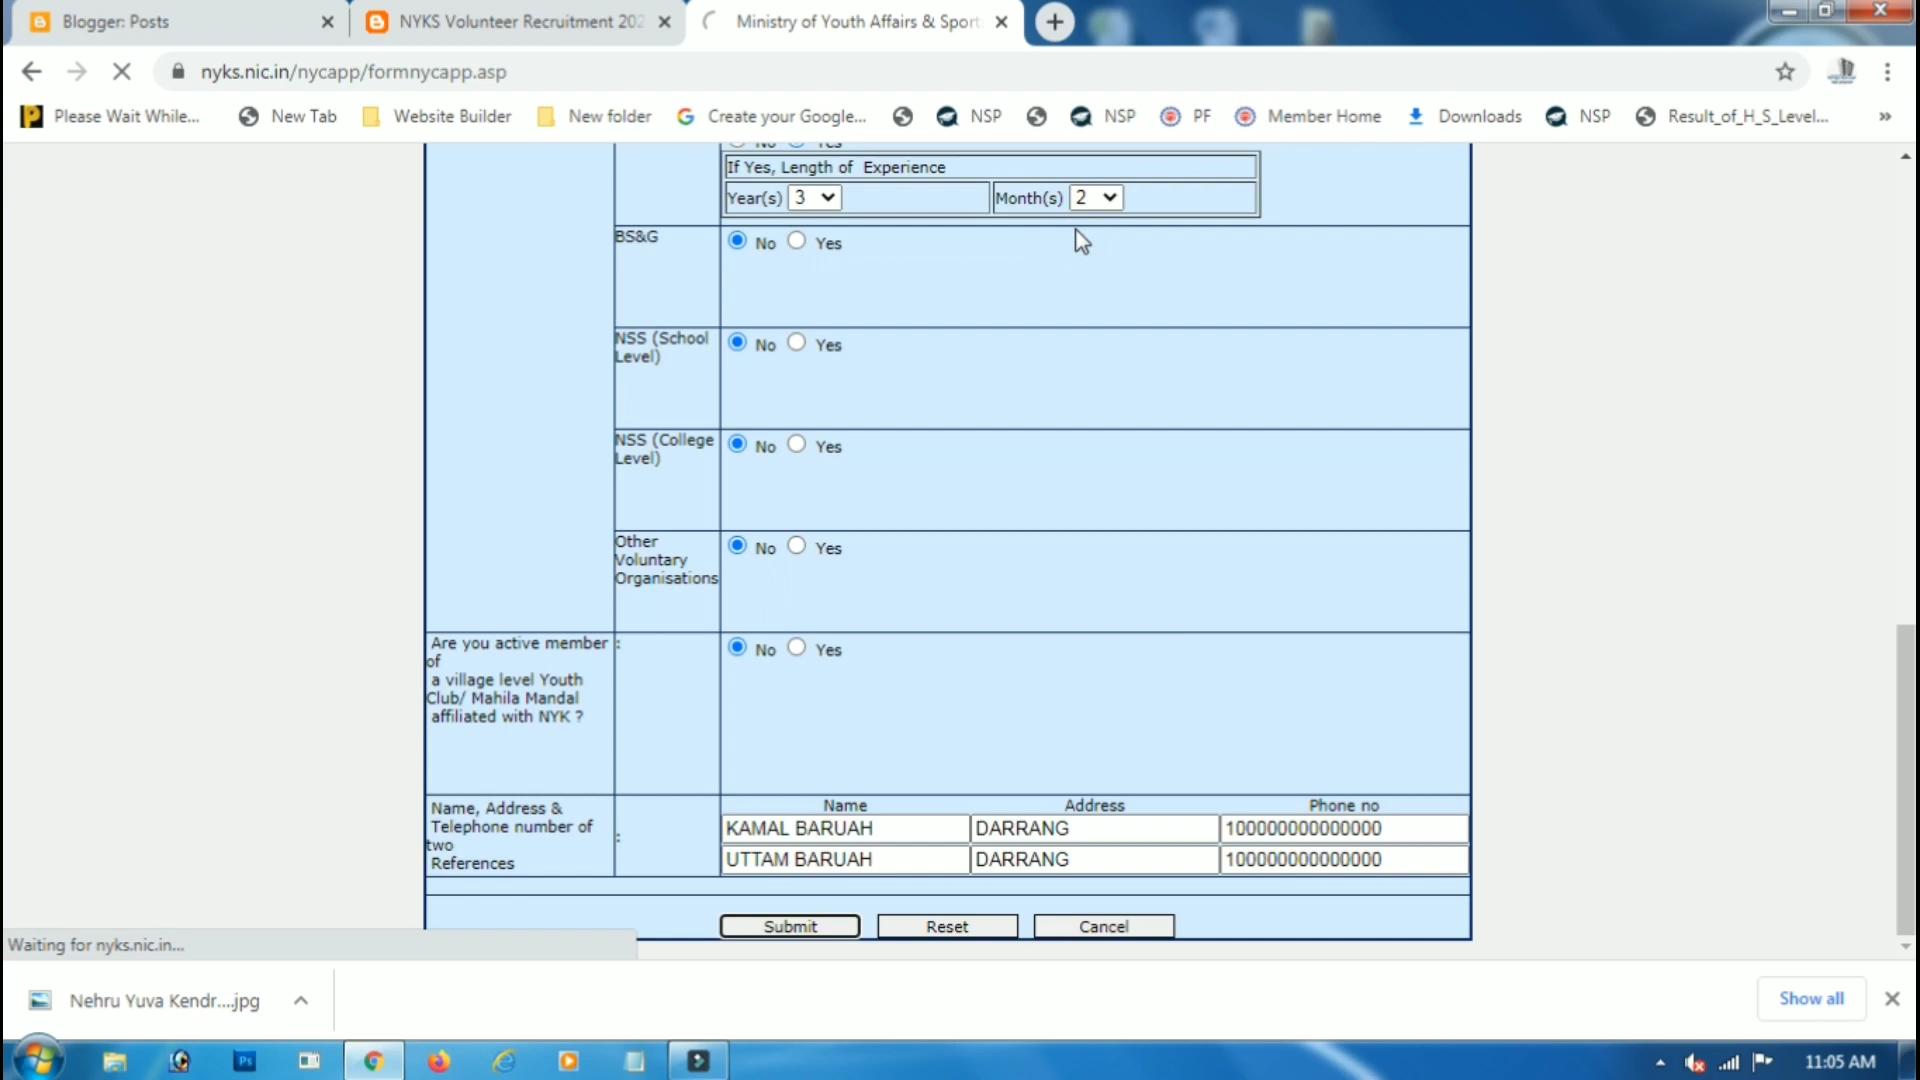 Blogger: Posts
NYKS Volunteer Recruitment 202
Ministry of Youth Affairs & Sport
nyks.nic.in/nycapp/formnycapp.asp
Please Wait While...
New Tab
Website Builder
New folder
Create your Google...
NSP
NSP
PF
Member Home
Downloads
NSP
Result_of_H_S_Level...
»
No Yes
If Yes, Length of Experience
Year(s) 3
Month(s) 2
BS&G
No Yes
NSS (School
Level)
No Yes
NSS (College
Level)
No Yes
Other
Voluntary
Organisations
No Yes
Are you active member
of
a village level Youth
Club/ Mahila Mandal
affiliated with NYK ?
:
No Yes
Name, Address &
Telephone number of
two
References
:
Name Address Phone no
KAMAL BARUAH DARRANG 100000000000000
UTTAM BARUAH DARRANG 100000000000000
Submit Reset Cancel
Waiting for nyks.nic.in...
Nehru Yuva Kendr....jpg
Show all
Ps
11:05 AM